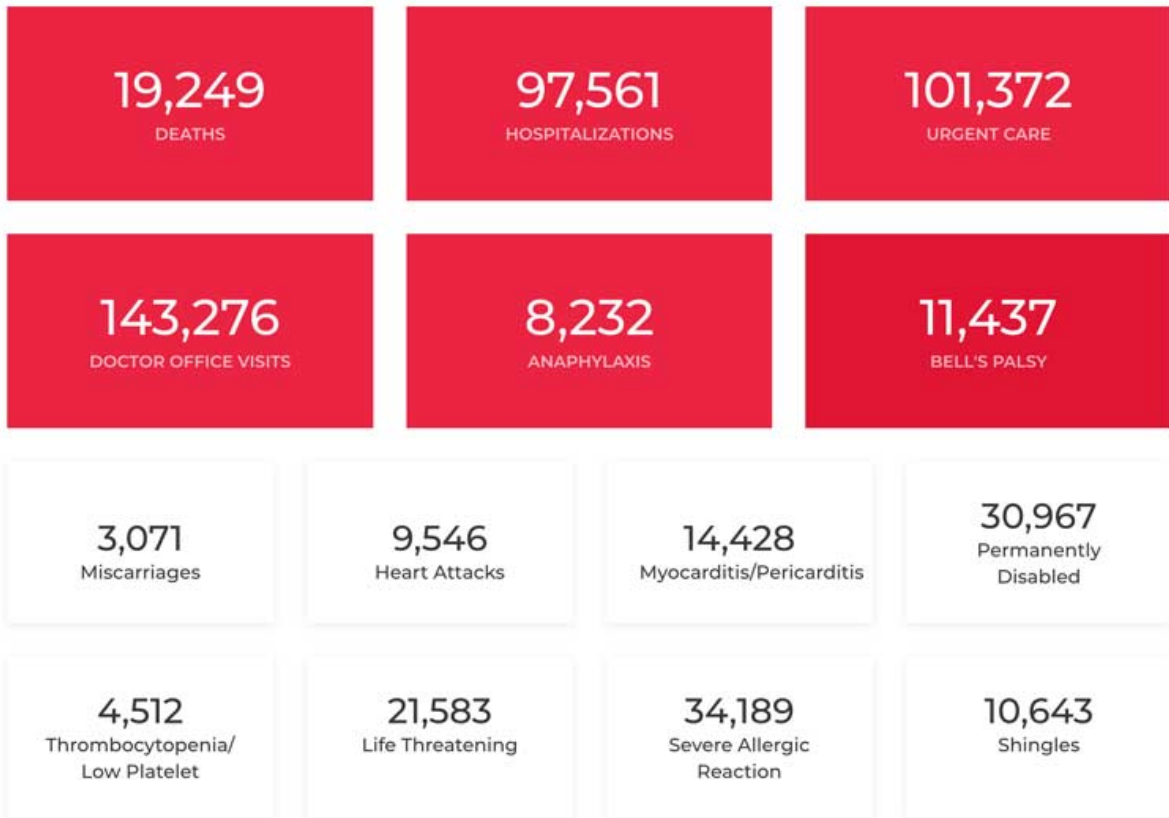 19,249
DEATHS
97,561
HOSPITALIZATIONS
101,372
URGENT CARE
143,276
DOCTOR OFFICE VISITS
8,232
ANAPHYLAXIS
11,437
BELL'S PALSY
3,071
Miscarriages
9,546
Heart Attacks
14,428
Myocarditis/Pericarditis
30,967
Permanently
Disabled
4,512
Thrombocytopenia/
Low Platelet
21,583
Life Threatening
34,189
Severe Allergic
Reaction
10,643
Shingles